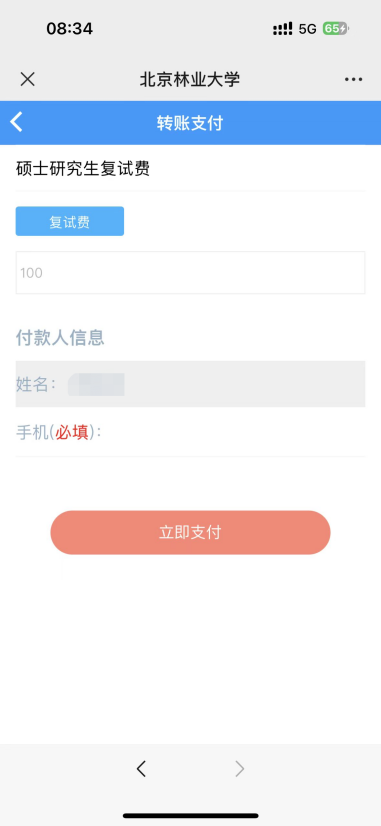 08:34
5G
65
北京林业大学
转账支付
硕士研究生复试费
复试费
100
付款人信息
姓名：
手机(必填)：
立即支付